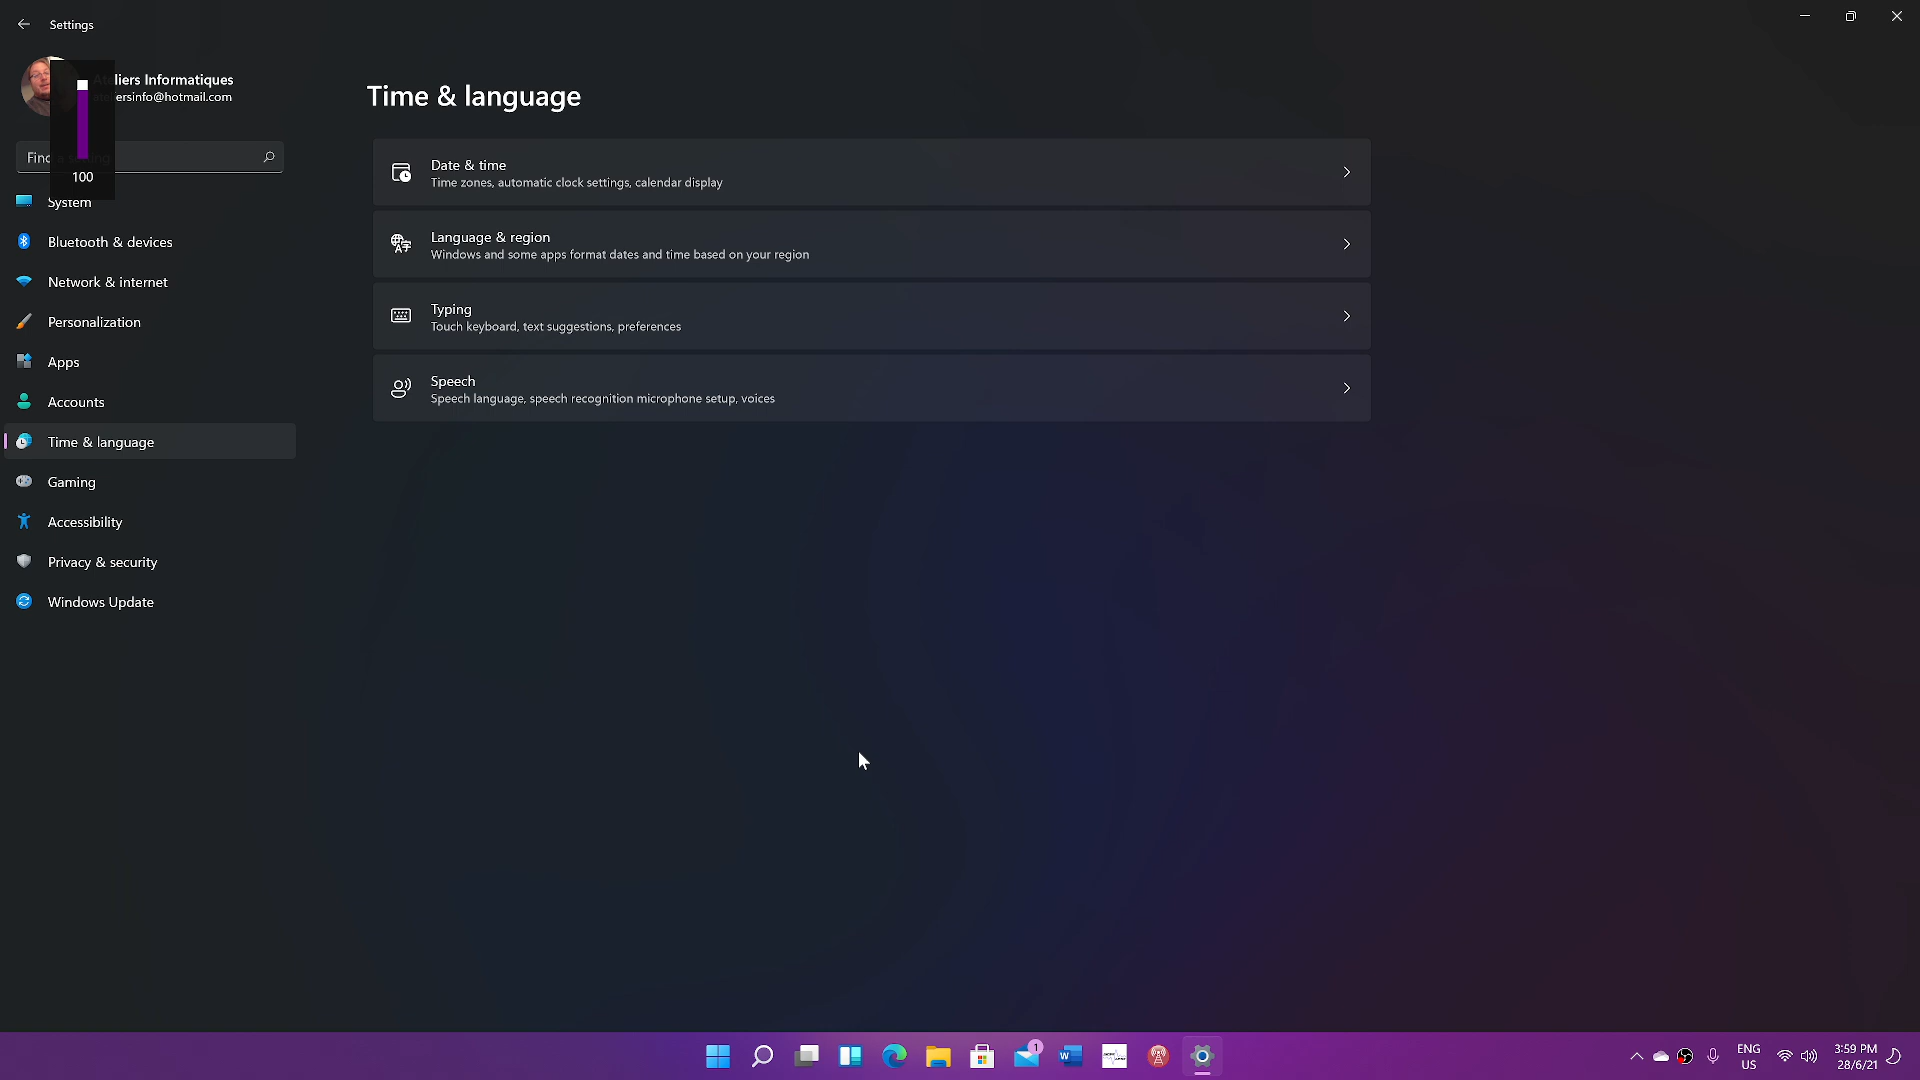 Settings
liers Informatiques
ersinfo@hotmail.com
Find a setting
100
System
Bluetooth & devices
Network & internet
Personalization
Apps
Accounts
Time & language
Gaming
Accessibility
Privacy & security
Windows Update
Time & language
Date & time
Time zones, automatic clock settings, calendar display
Language & region
Windows and some apps format dates and time based on your region
Typing
Touch keyboard, text suggestions, preferences
Speech
Speech language, speech recognition microphone setup, voices
1
ENG
US
3:59 PM
28/6/21